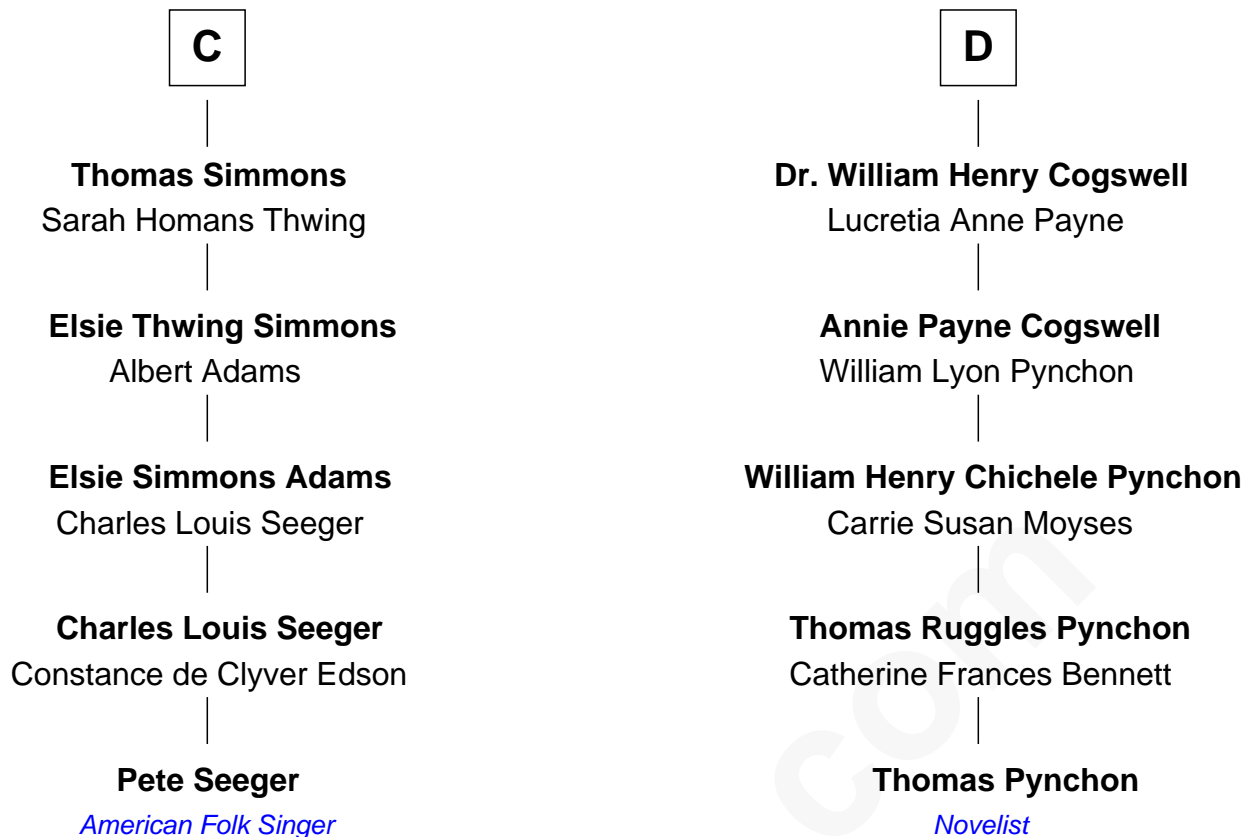 C
Thomas Simmons
Sarah Homans Thwing
Elsie Thwing Simmons
Albert Adams
Elsie Simmons Adams
Charles Louis Seeger
Charles Louis Seeger
Constance de Clyver Edson
Pete Seeger
American Folk Singer
D
Dr. William Henry Cogswell
Lucretia Anne Payne
Annie Payne Cogswell
William Lyon Pynchon
William Henry Chichele Pynchon
Carrie Susan Moyses
Thomas Ruggles Pynchon
Catherine Frances Bennett
Thomas Pynchon
Novelist
com